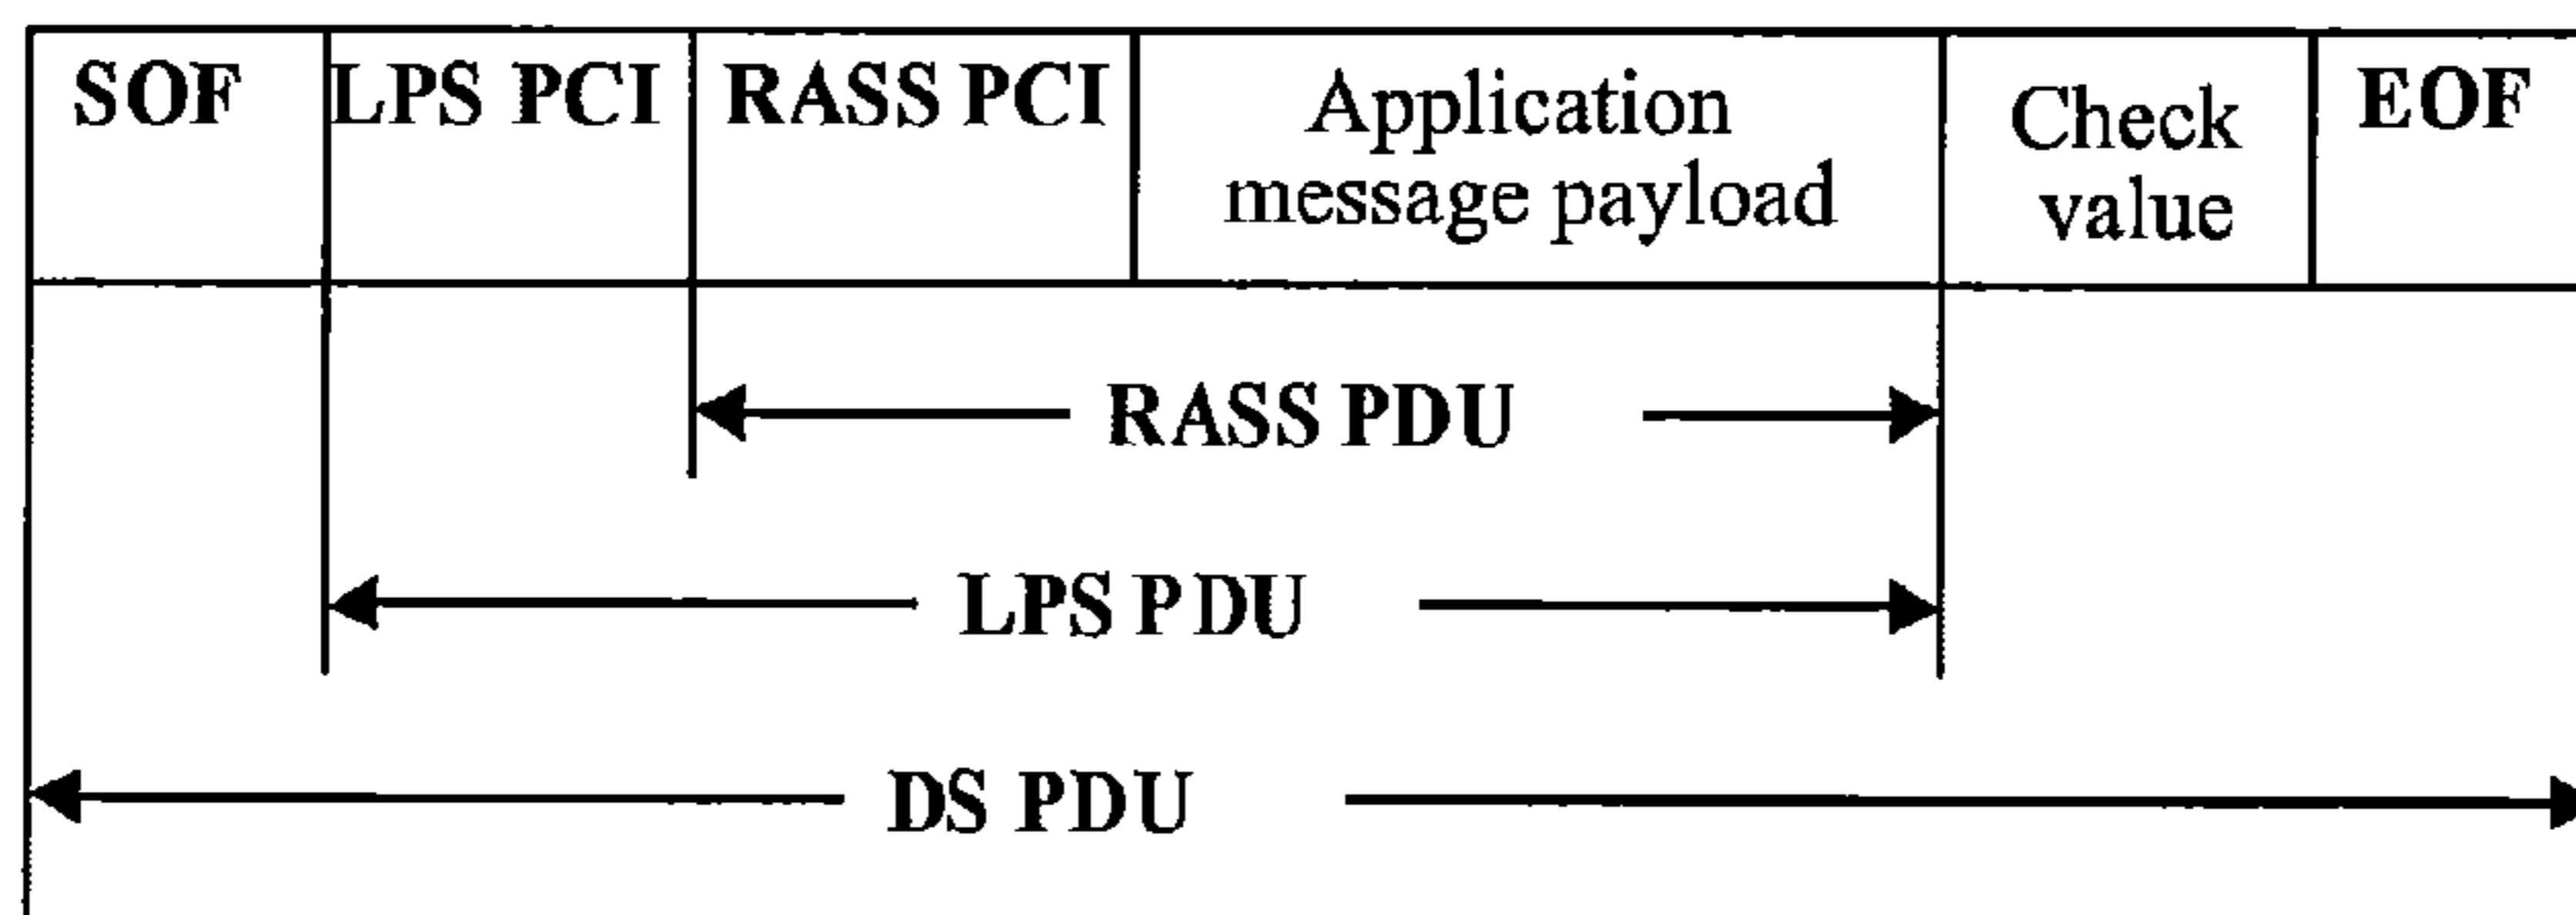 SOF LPS PCI RASS PCI Application message payload Check value EOF
RASS PDU
LPS PDU
DS PDU